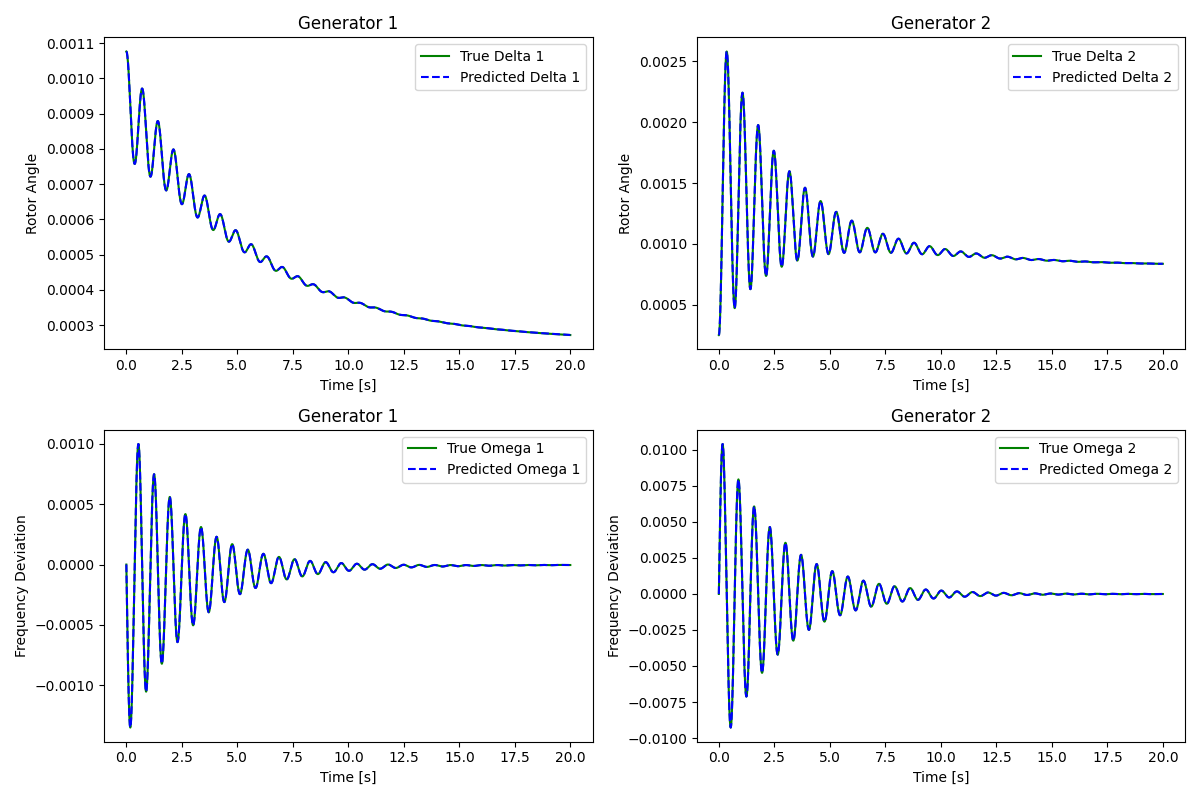 Generator 1
True Delta 1
Predicted Delta 1
0.0011
0.0010
0.0009
0.0008
0.0007
0.0006
0.0005
0.0004
0.0003
Rotor Angle
0.0 2.5 5.0 7.5 10.0 12.5 15.0 17.5 20.0
Time [s]
Generator 2
True Delta 2
Predicted Delta 2
0.0025
0.0020
0.0015
0.0010
0.0005
Rotor Angle
0.0 2.5 5.0 7.5 10.0 12.5 15.0 17.5 20.0
Time [s]
Generator 1
True Omega 1
Predicted Omega 1
0.0010
0.0005
0.0000
−0.0005
−0.0010
Frequency Deviation
0.0 2.5 5.0 7.5 10.0 12.5 15.0 17.5 20.0
Time [s]
Generator 2
True Omega 2
Predicted Omega 2
0.0100
0.0075
0.0050
0.0025
0.0000
−0.0025
−0.0050
−0.0075
−0.0100
Frequency Deviation
0.0 2.5 5.0 7.5 10.0 12.5 15.0 17.5 20.0
Time [s]